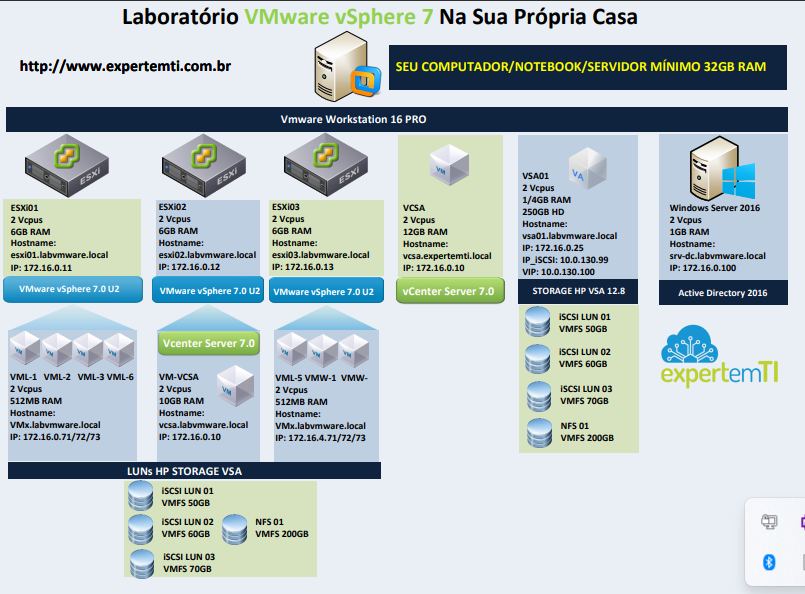 Laboratório VMware vSphere 7 Na Sua Própria Casa
http://www.expertemti.com.br
SEU COMPUTADOR/NOTEBOOK/SERVIDOR MÍNIMO 32GB RAM
Vmware Workstation 16 PRO
ESXi
ESXi01
2 Vcpus
6GB RAM
Hostname:
esxi01.labvmware.local
IP: 172.16.0.11
VMware vSphere 7.0 U2
ESXi
ESXi02
2 Vcpus
6GB RAM
Hostname:
esxi02.labvmware.local
IP: 172.16.0.12
VMware vSphere 7.0 U2
ESXi
ESXi03
2 Vcpus
6GB RAM
Hostname:
esxi03.labvmware.local
IP: 172.16.0.13
VMware vSphere 7.0 U2
VM
VCSA
2 Vcpus
12GB RAM
Hostname:
vcsa.expertemti.local
IP: 172.16.0.10
vCenter Server 7.0
VA
VSA01
2 Vcpus
1/4GB RAM
250GB HD
Hostname:
vsa01.labvmware.local
IP: 172.16.0.25
IP_iSCSI: 10.0.130.99
VIP: 10.0.130.100
STORAGE HP VSA 12.8
Windows Server 2016
2 Vcpus
1GB RAM
Hostname:
srv-dc.labvmware.local
IP: 172.16.0.100
Active Directory 2016
VM VM VM VM
VML-1 VML-2 VML-3 VML-6
2 Vcpus
512MB RAM
Hostname:
VMx.labvmware.local
IP: 172.16.0.71/72/73
Vcenter Server 7.0
VM
VM-VCSA
2 Vcpus
10GB RAM
Hostname:
vcsa.labvmware.local
IP: 172.16.0.10
VM VM VM
VML-5 VMW-1 VMW-
2 Vcpus
512MB RAM
Hostname:
VMx.labvmware.local
IP: 172.16.4.71/72/73
iSCSI LUN 01
VMFS 50GB
iSCSI LUN 02
VMFS 60GB
iSCSI LUN 03
VMFS 70GB
NFS 01
VMFS 200GB
expertemTI
LUNs HP STORAGE VSA
iSCSI LUN 01
VMFS 50GB
iSCSI LUN 02
VMFS 60GB
NFS 01
VMFS 200GB
iSCSI LUN 03
VMFS 70GB